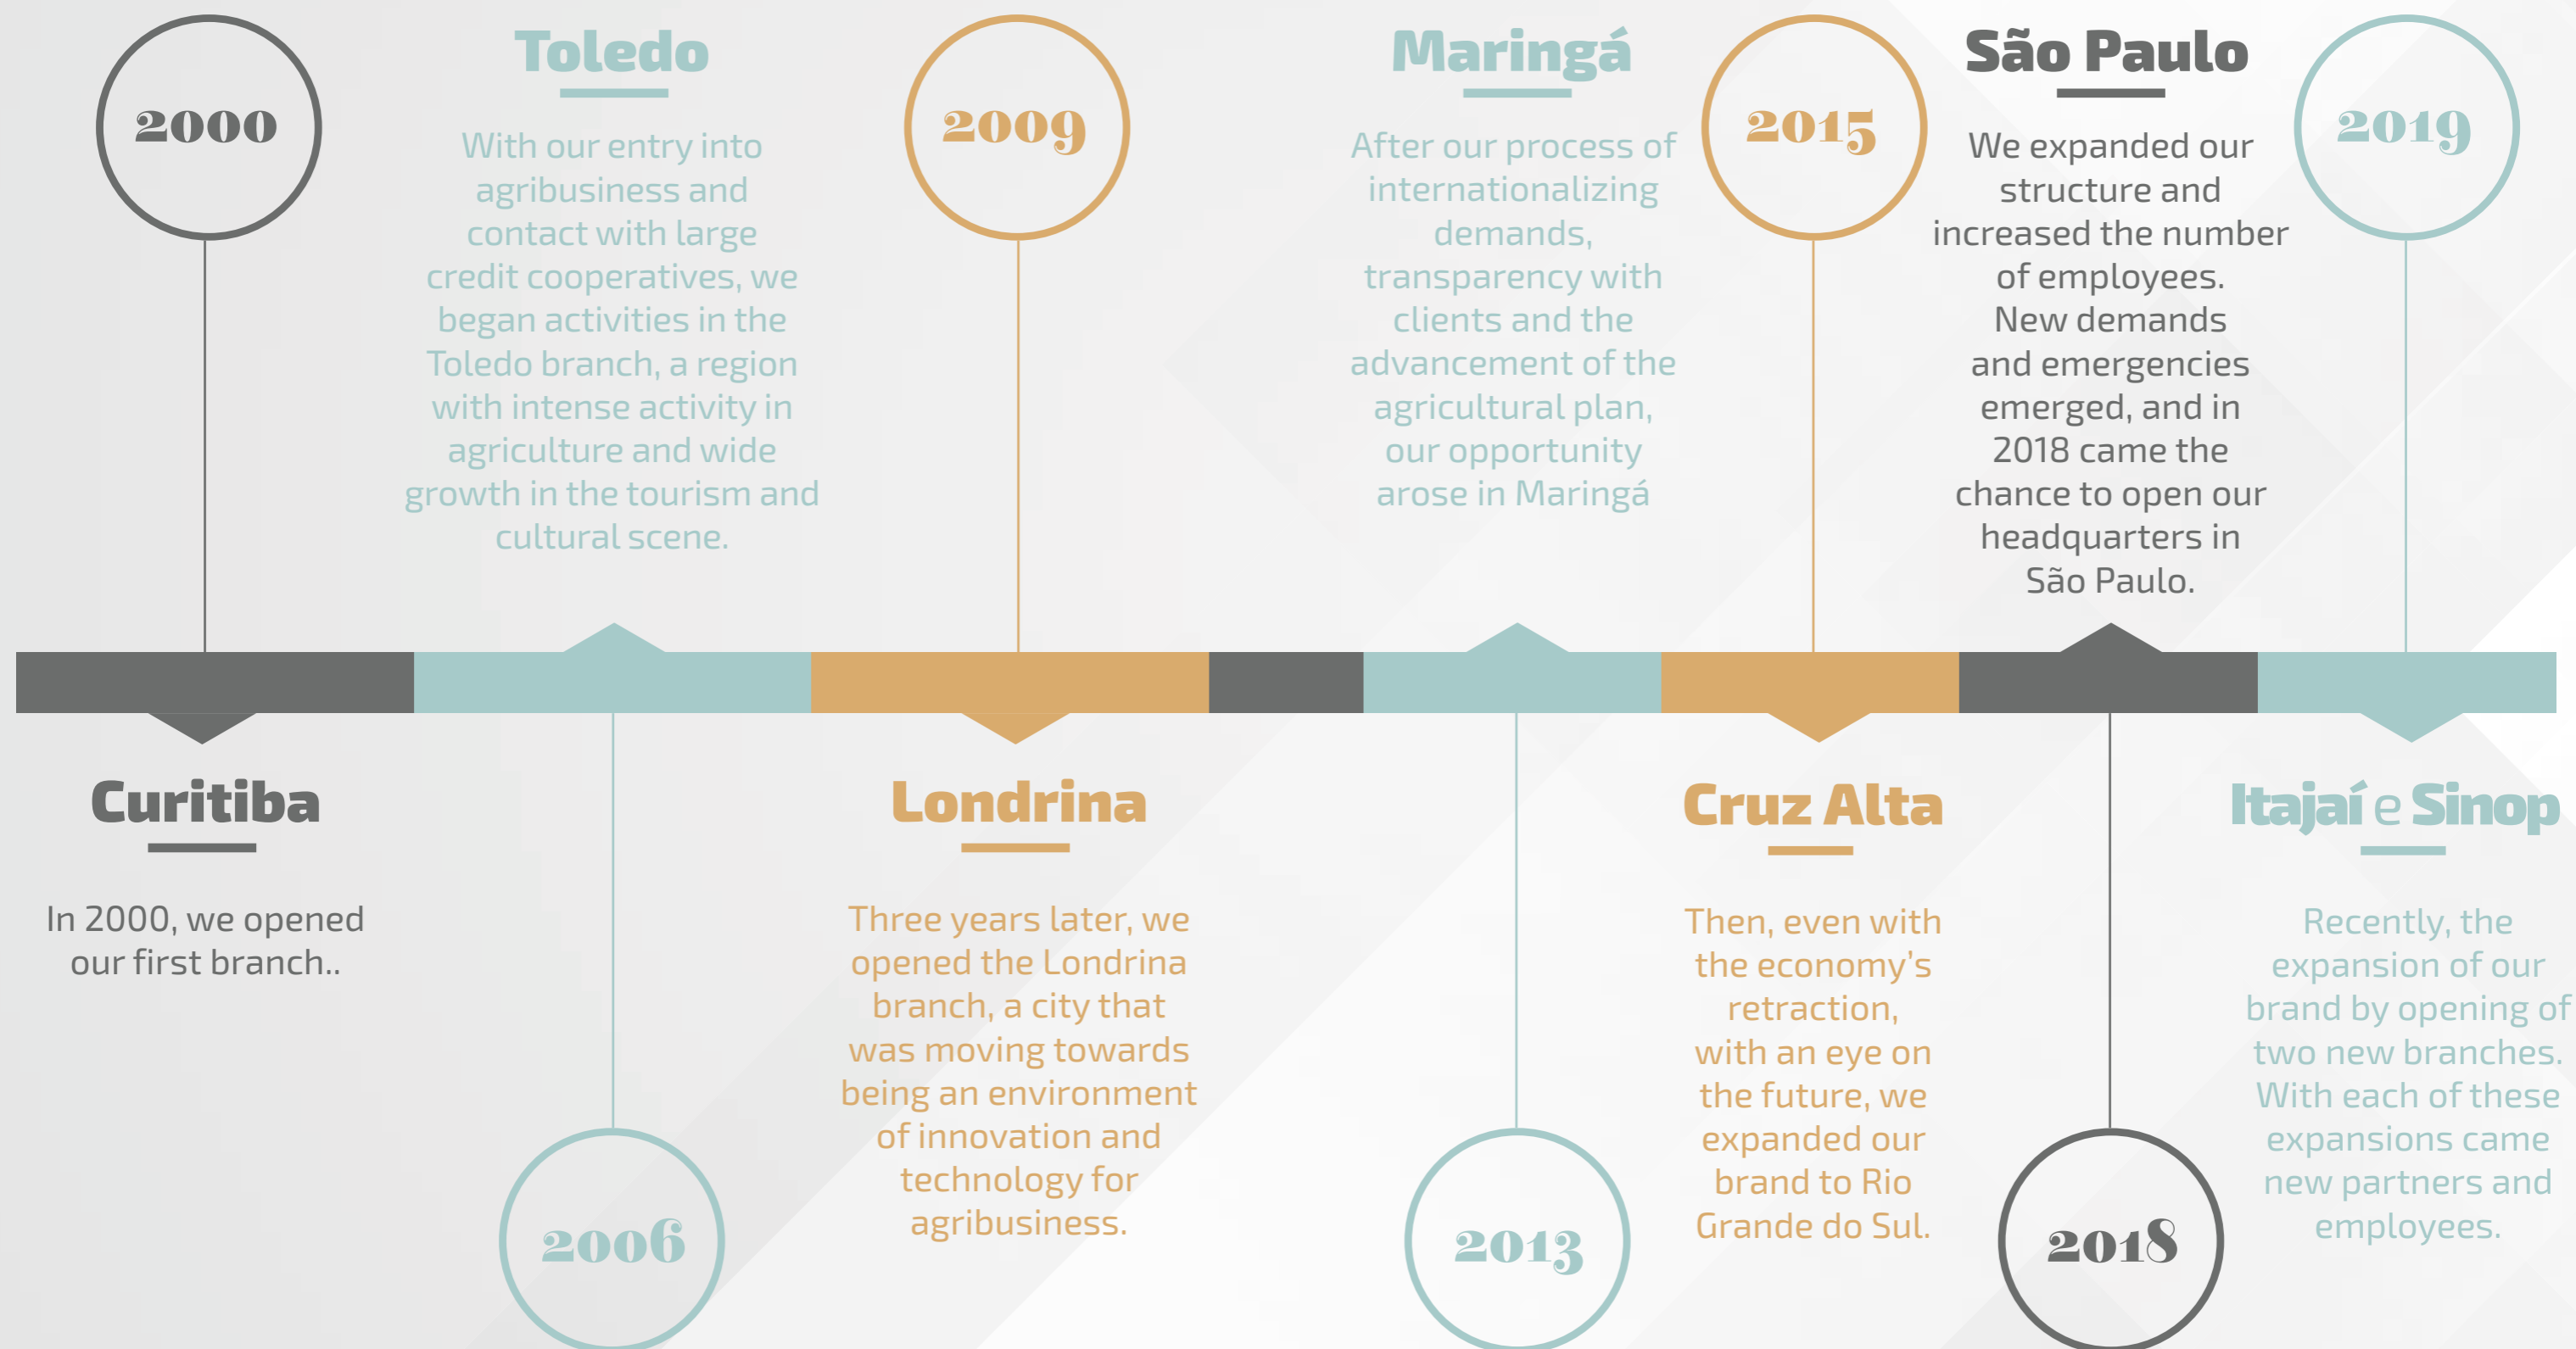 2000
Curitiba
In 2000, we opened
our first branch..
Toledo
With our entry into
agribusiness and
contact with large
credit cooperatives, we
began activities in the
Toledo branch, a region
with intense activity in
agriculture and wide
growth in the tourism and
cultural scene.
2006
2009
Londrina
Three years later, we
opened the Londrina
branch, a city that
was moving towards
being an environment
of innovation and
technology for
agribusiness.
Maringá
After our process of
internationalizing
demands,
transparency with
clients and the
advancement of the
agricultural plan,
our opportunity
arose in Maringá
2013
2015
Cruz Alta
Then, even with
the economy’s
retraction,
with an eye on
the future, we
expanded our
brand to Rio
Grande do Sul.
São Paulo
We expanded our
structure and
increased the number
of employees.
New demands
and emergencies
emerged, and in
2018 came the
chance to open our
headquarters in
São Paulo.
2018
2019
Itajaí e Sinop
Recently, the
expansion of our
brand by opening of
two new branches.
With each of these
expansions came
new partners and
employees.